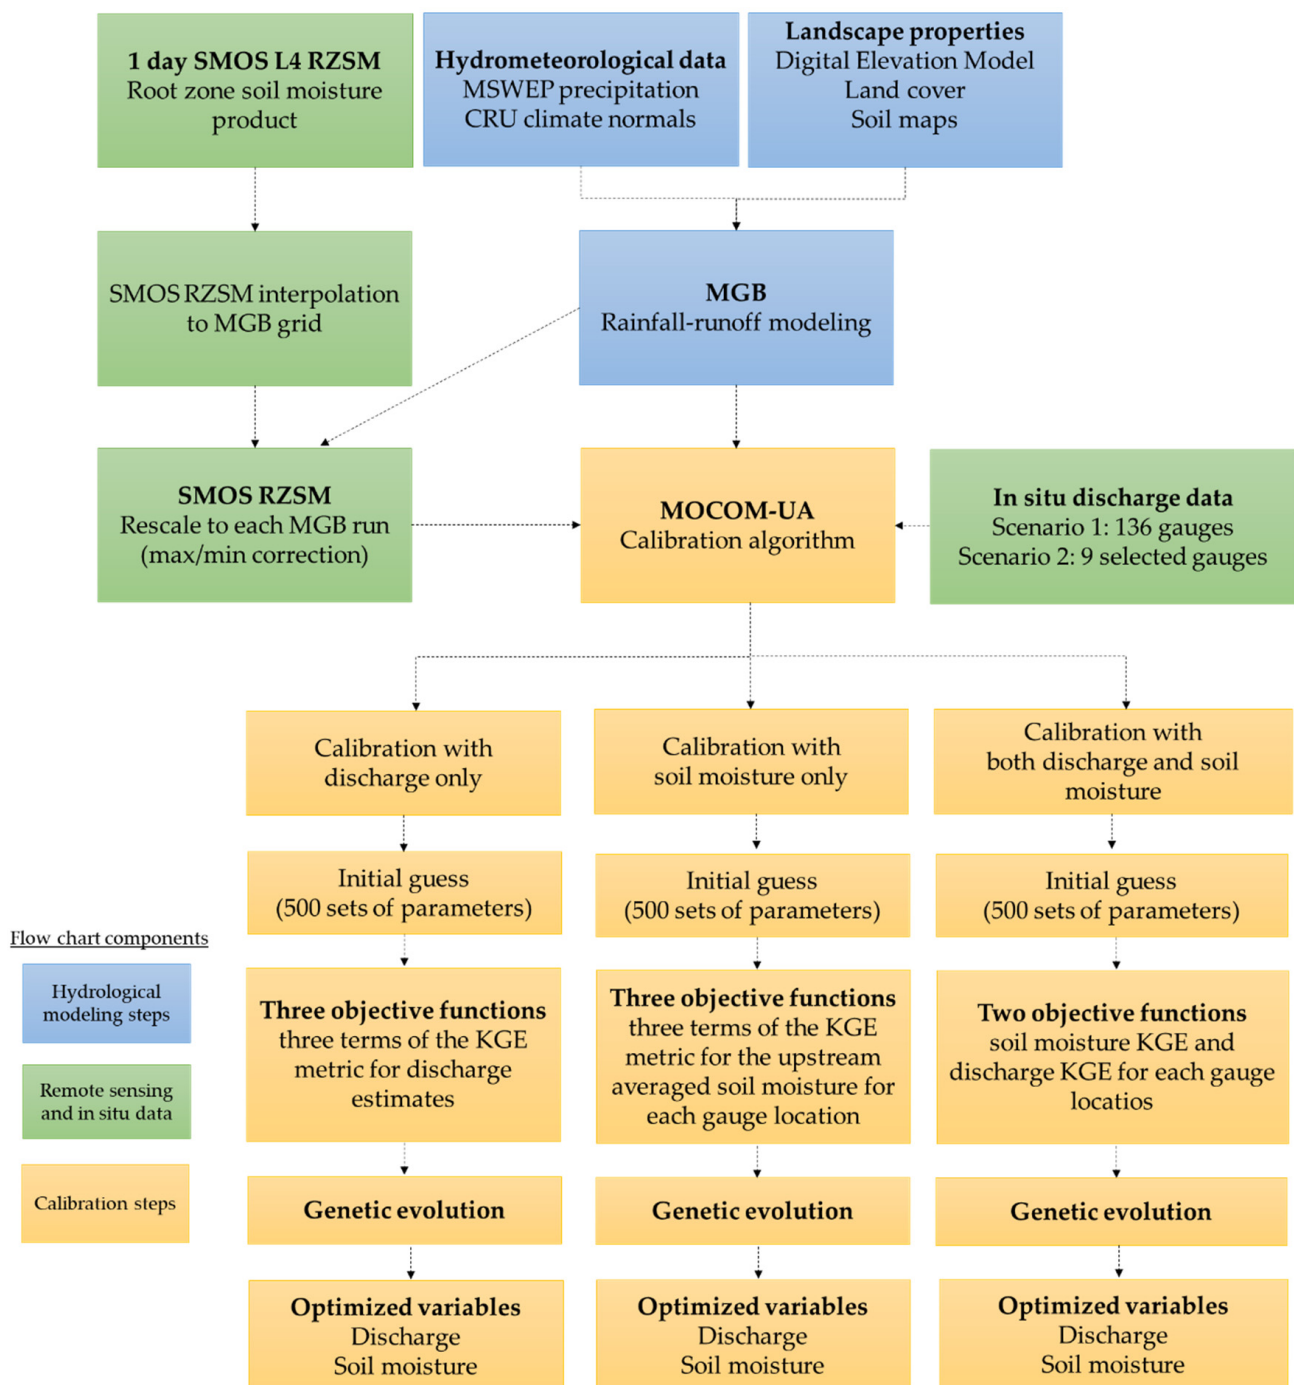 1 day SMOS L4 RZSM
Root zone soil moisture
product
Hydrometeorological data
MSWEP precipitation
CRU climate normals
Landscape properties
Digital Elevation Model
Land cover
Soil maps
SMOS RZSM interpolation
to MGB grid
MGB
Rainfall-runoff modeling
SMOS RZSM
Rescale to each MGB run
(max/min correction)
MOCOM-UA
Calibration algorithm
In situ discharge data
Scenario 1: 136 gauges
Scenario 2: 9 selected gauges
Calibration with
discharge only
Calibration with
soil moisture only
Calibration with
both discharge and soil
moisture
Initial guess
(500 sets of parameters)
Initial guess
(500 sets of parameters)
Initial guess
(500 sets of parameters)
Flow chart components
Hydrological
modeling steps
Remote sensing
and in situ data
Calibration steps
Three objective functions
three terms of the KGE
metric for discharge
estimates
Three objective functions
three terms of the KGE
metric for the upstream
averaged soil moisture for
each gauge location
Two objective functions
soil moisture KGE and
discharge KGE for each gauge
locatios
Genetic evolution
Genetic evolution
Genetic evolution
Optimized variables
Discharge
Soil moisture
Optimized variables
Discharge
Soil moisture
Optimized variables
Discharge
Soil moisture